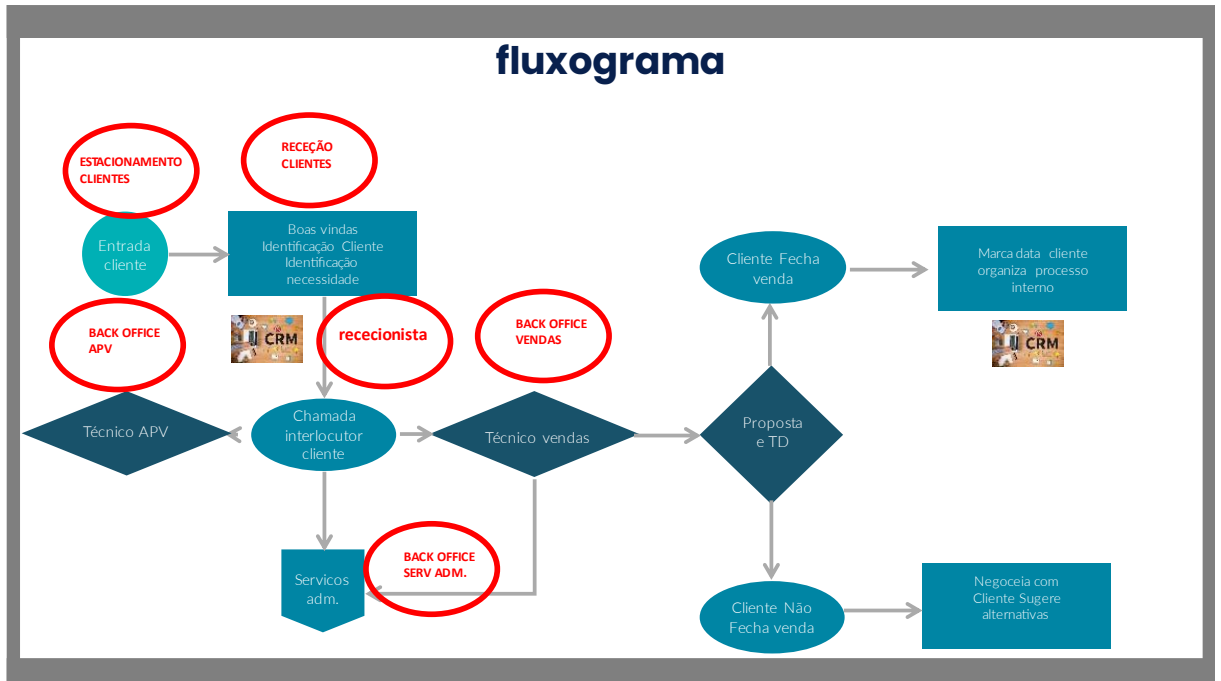 fluxograma
ESTACIONAMENTO
CLIENTES
RECEÇÃO
CLIENTES
Entrada
cliente
Boas vindas
Identificação Cliente
Identificação
necessidade
Cliente Fecha
venda
Marca data cliente
organiza processo
interno
BACK OFFICE
APV
CRM
rececionista
BACK OFFICE
VENDAS
CRM
Técnico APV
Chamada
interlocutor
cliente
Técnico vendas
Proposta
e TD
BACK OFFICE
SERV ADM.
Servicos
adm.
Cliente Não
Fecha venda
Negoceia com
Cliente Sugere
alternativas